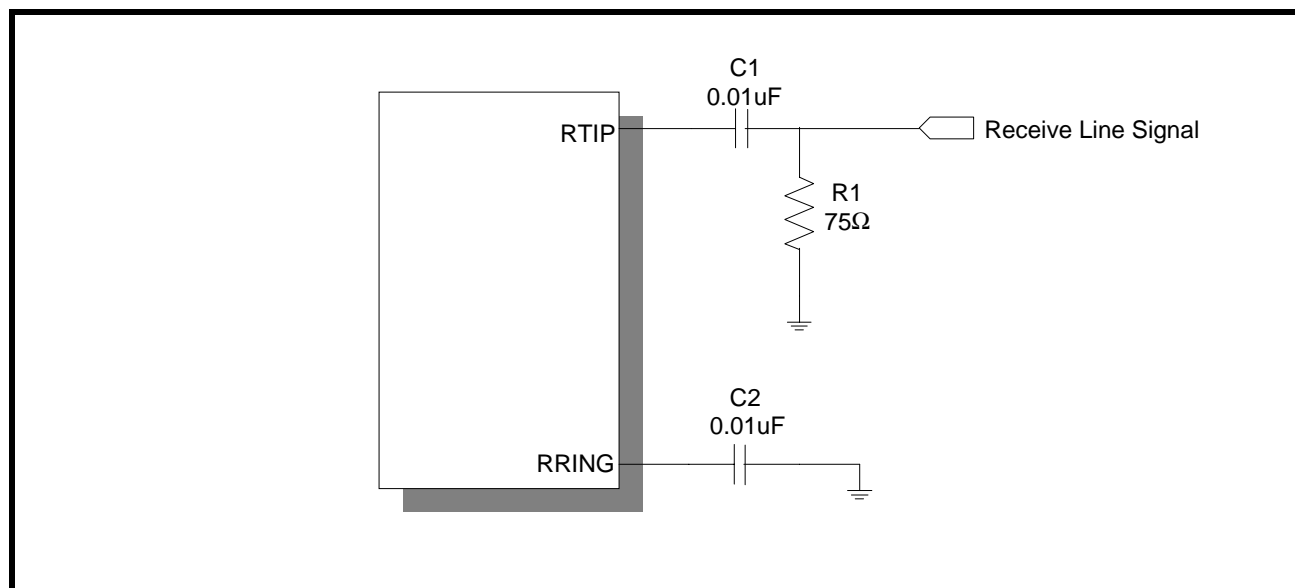 C1
0.01uF
RTIP
Receive Line Signal
R1
75Ω
C2
0.01uF
RRING